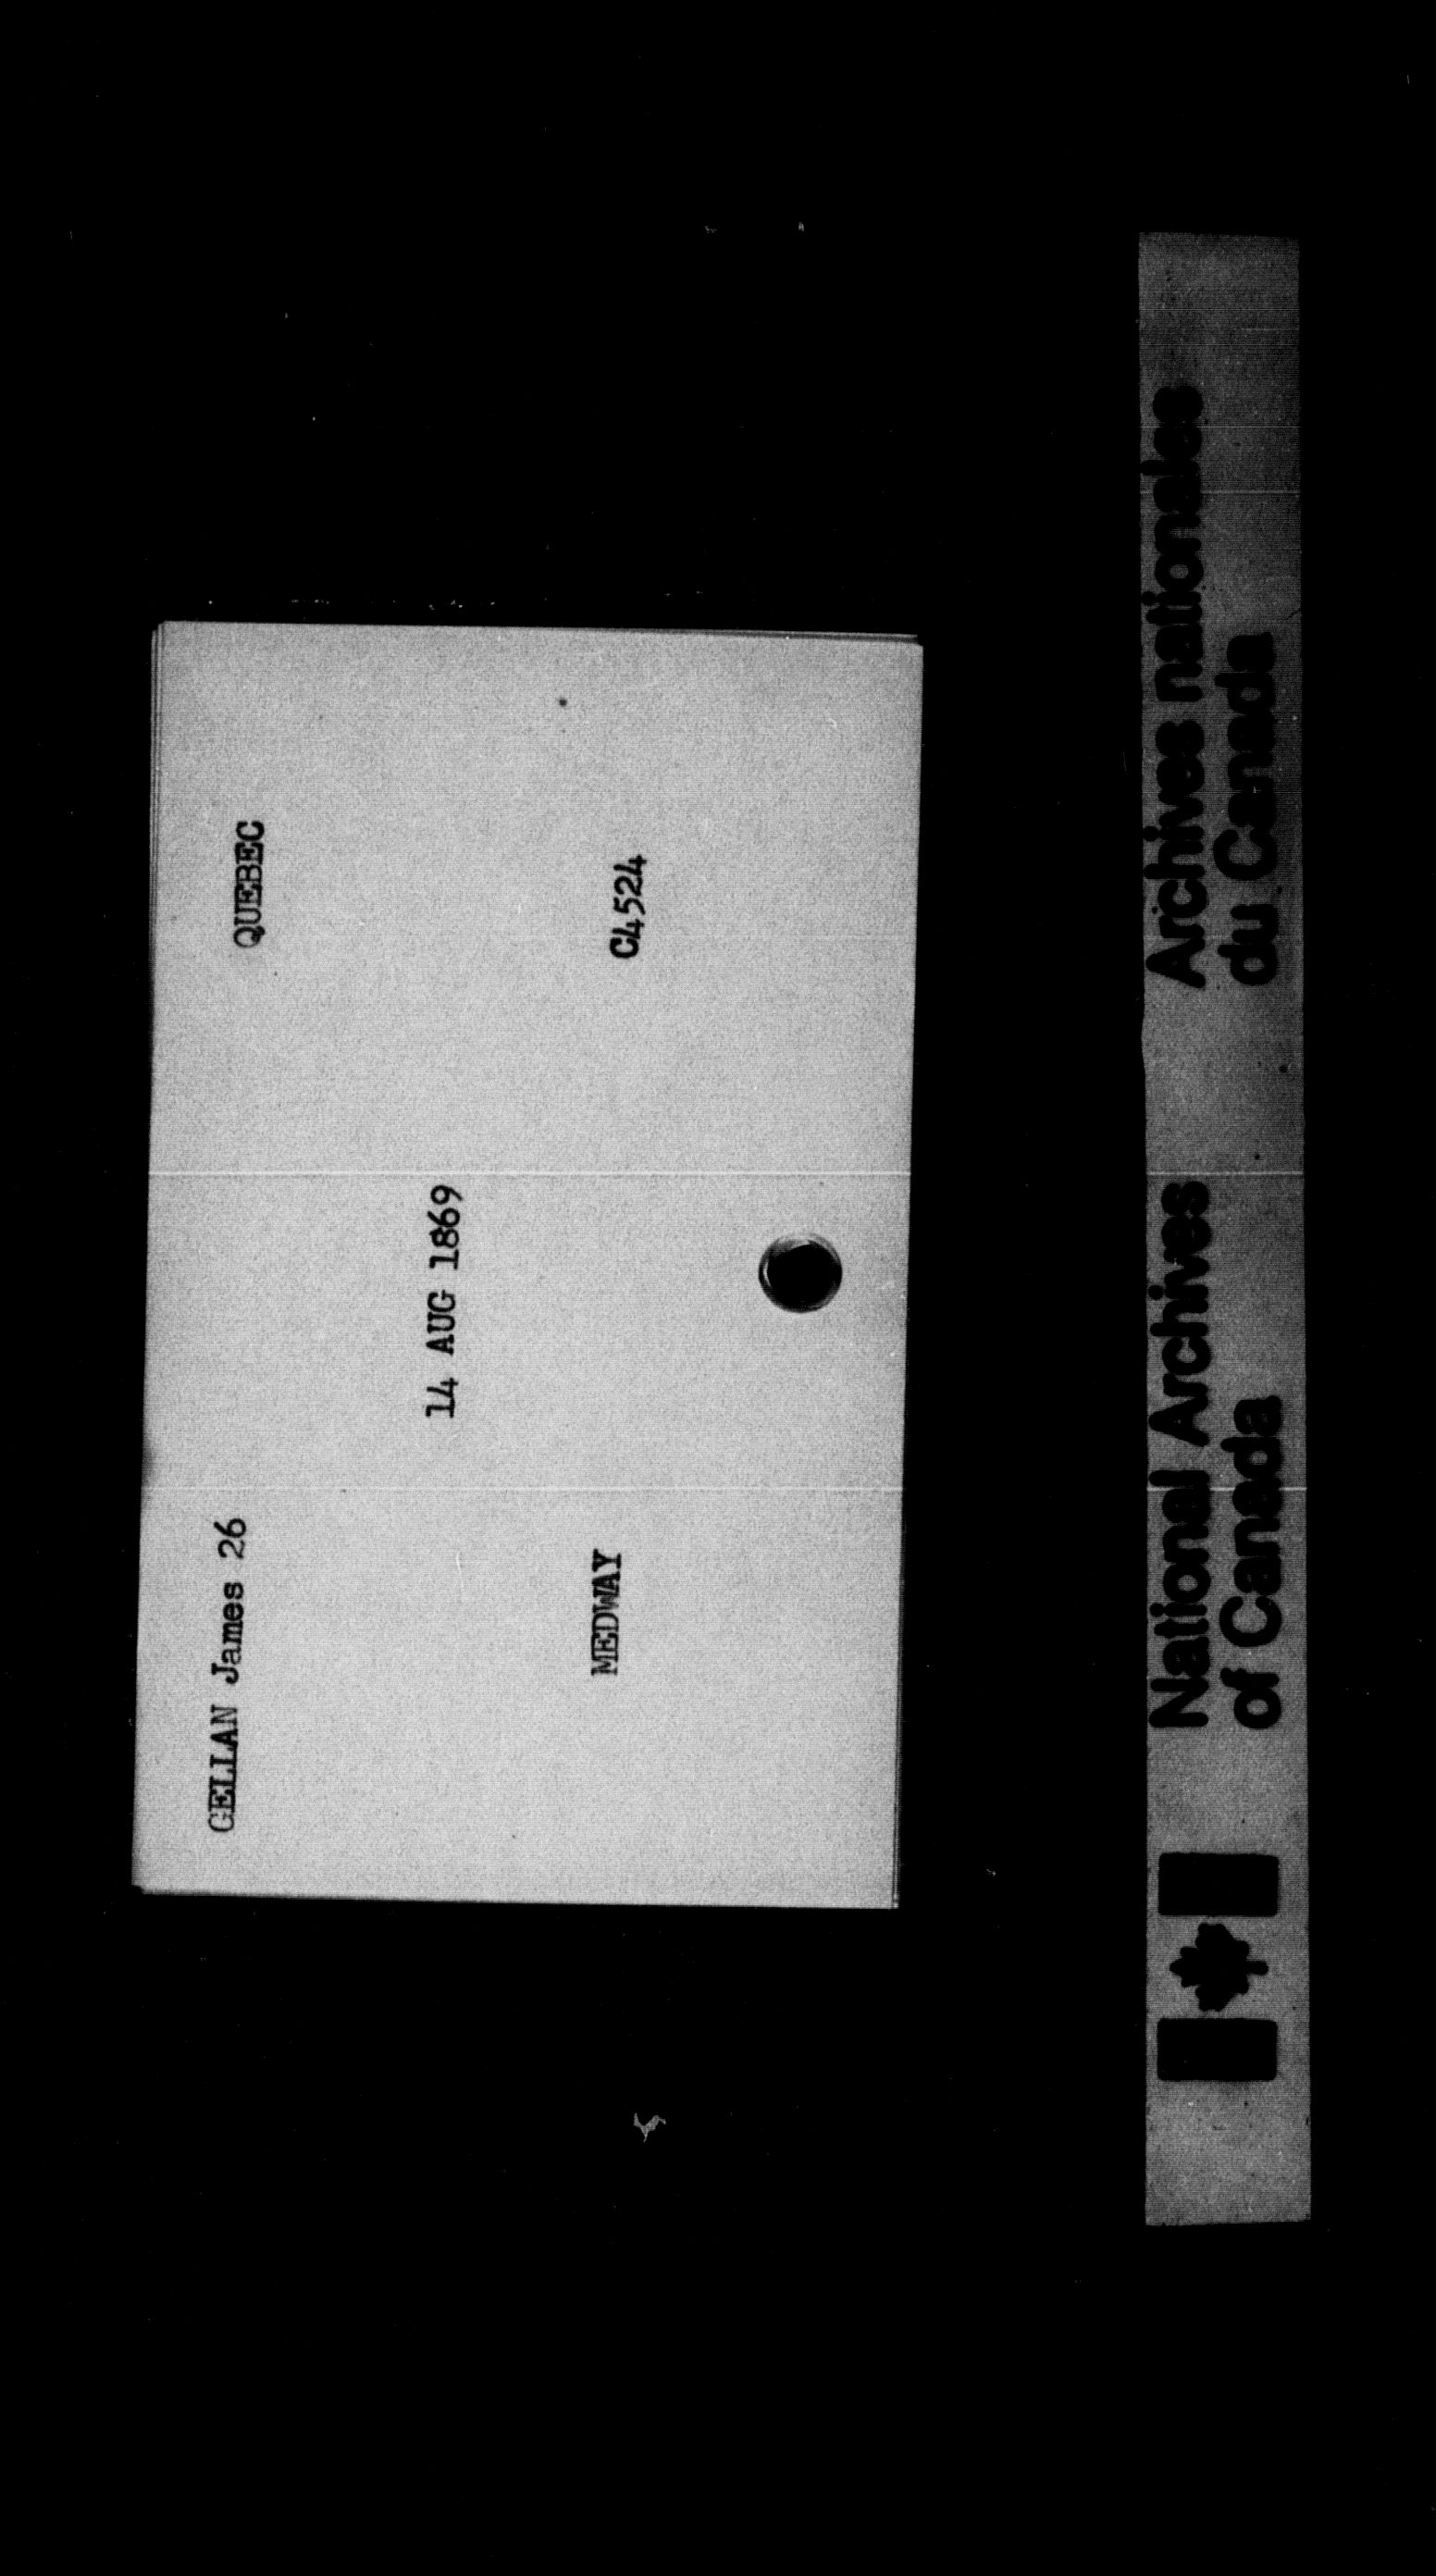 GELLAN James 26
QUEBEC
14 AUG 1869
MEDWAY
C4524
National Archives
of Canada
Archives nationales
du Canada